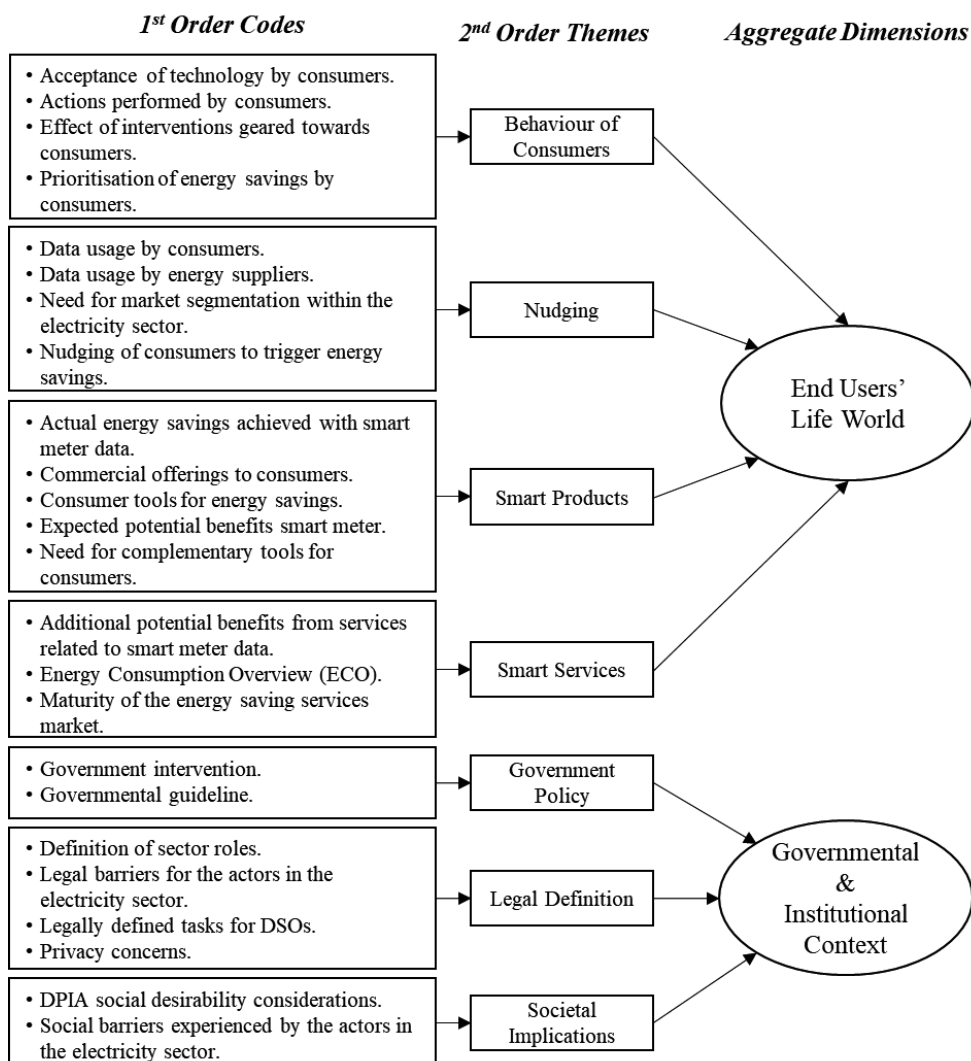 1st Order Codes
2nd Order Themes
Aggregate Dimensions
• Acceptance of technology by consumers.
• Actions performed by consumers.
• Effect of interventions geared towards
consumers.
• Prioritisation of energy savings by
consumers.
Behaviour of
Consumers
• Data usage by consumers.
• Data usage by energy suppliers.
• Need for market segmentation within the
electricity sector.
• Nudging of consumers to trigger energy
savings.
Nudging
End Users’
Life World
• Actual energy savings achieved with smart
meter data.
• Commercial offerings to consumers.
• Consumer tools for energy savings.
• Expected potential benefits smart meter.
• Need for complementary tools for
consumers.
Smart Products
• Additional potential benefits from services
related to smart meter data.
• Energy Consumption Overview (ECO).
• Maturity of the energy saving services
market.
Smart Services
• Government intervention.
• Governmental guideline.
Government
Policy
• Definition of sector roles.
• Legal barriers for the actors in the
electricity sector.
• Legally defined tasks for DSOs.
• Privacy concerns.
Legal Definition
Governmental
&
Institutional
Context
• DPIA social desirability considerations.
• Social barriers experienced by the actors in
the electricity sector.
Societal
Implications